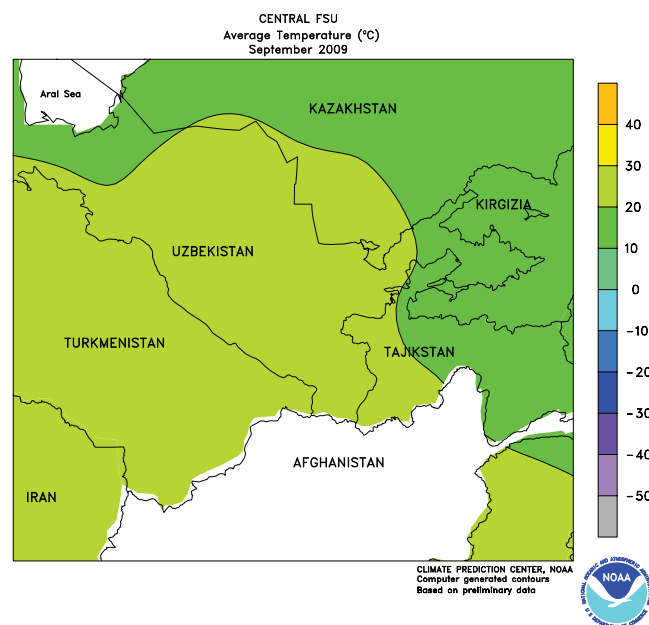 CENTRAL FSU
Average Temperature (°C)
September 2009
Aral Sea
KAZAKHSTAN
KIRGIZIA
UZBEKISTAN
TURKMENISTAN
TAJIKSTAN
AFGHANISTAN
IRAN
40
30
20
10
0
-10
-20
-30
-40
-50
CLIMATE PREDICTION CENTER, NOAA
Computer generated contours
Based on preliminary data
NOAA